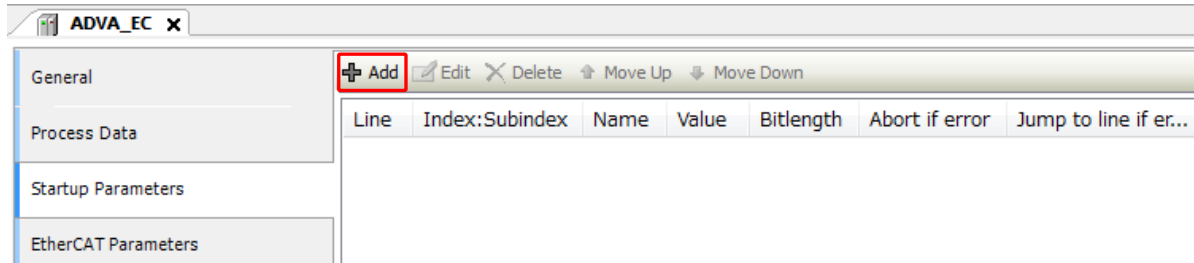 ADVA_EC x
General
Process Data
Startup Parameters
EtherCAT Parameters
Add Edit Delete Move Up Move Down
Line Index:Subindex Name Value Bitlength Abort if error Jump to line if er...